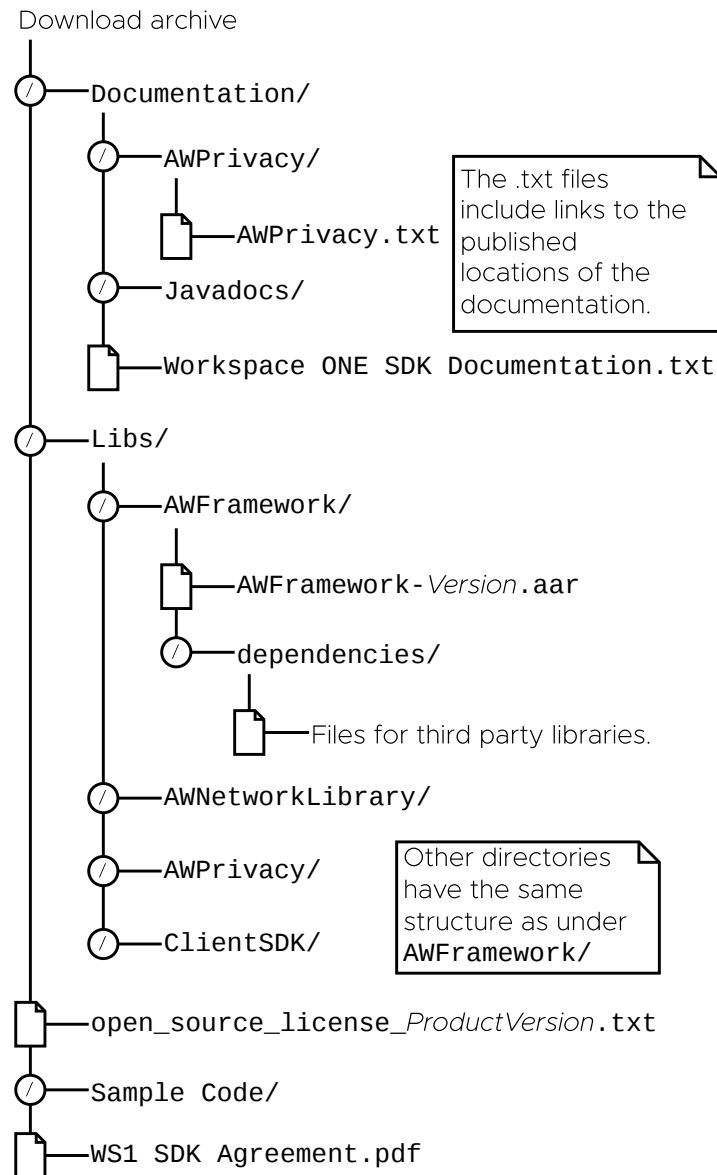 Download archive
Documentation/
AWPrivacy/
The .txt files
include links to the
published
locations of the
documentation.
AWPrivacy.txt
Javadocs/
Workspace ONE SDK Documentation.txt
Libs/
AWFramework/
AWFramework-Version.aar
dependencies/
Files for third party libraries.
AWNetworkLibrary/
AWPrivacy/
Other directories
have the same
structure as under
AWFramework/
ClientSDK/
open_source_license_ProductVersion.txt
Sample Code/
WS1 SDK Agreement.pdf